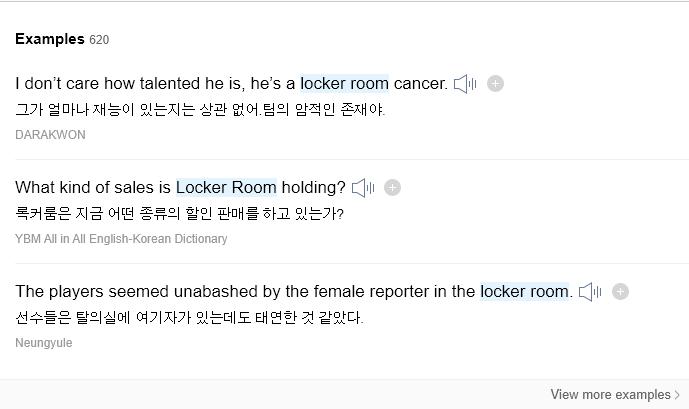 Examples 620
I don’t care how talented he is, he’s a locker room cancer.
그가 얼마나 재능이 있는지는 상관 없어.팀의 암적인 존재야.
DARAKWON
What kind of sales is Locker Room holding?
록커룸은 지금 어떤 종류의 할인 판매를 하고 있는가?
YBM All in All English-Korean Dictionary
The players seemed unabashed by the female reporter in the locker room.
선수들은 탈의실에 여기자가 있는데도 태연한 것 같았다.
Neungyule
View more examples